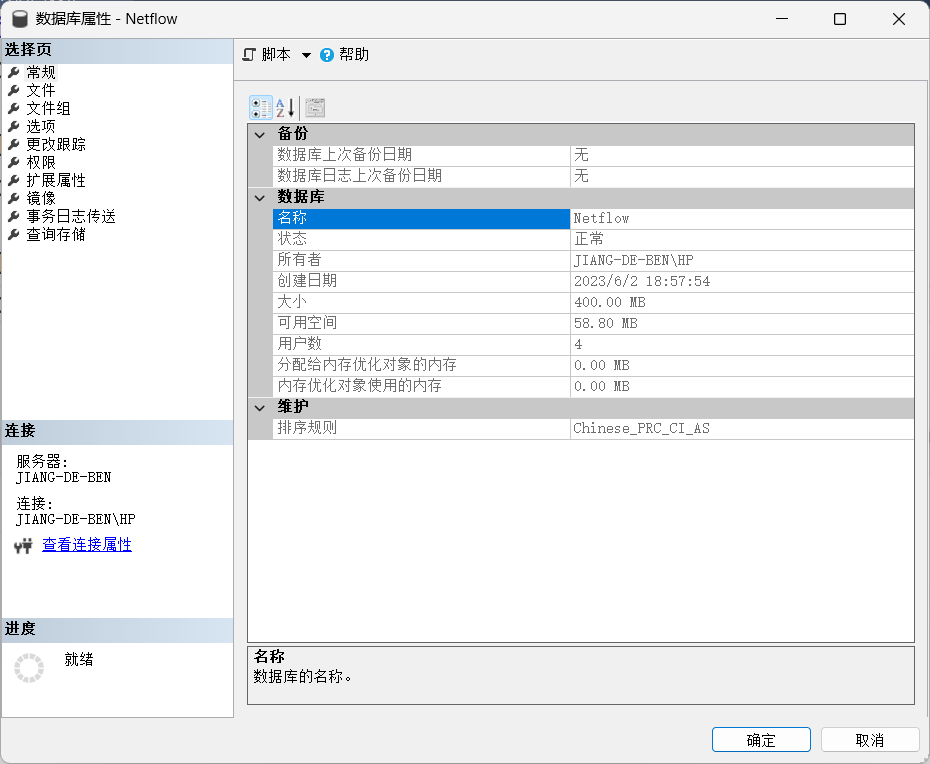 数据库属性 - Netflow
选择页
常规
文件
文件组
选项
更改跟踪
权限
扩展属性
镜像
事务日志传送
查询存储
连接
服务器:
JIANG-DE-BEN
连接:
JIANG-DE-BEN\HP
查看连接属性
进度
就绪
脚本 帮助
备份
数据库上次备份日期 无
数据库日志上次备份日期 无
数据库
名称 Netflow
状态 正常
所有者 JIANG-DE-BEN\HP
创建日期 2023/6/2 18:57:54
大小 400.00 MB
可用空间 58.80 MB
用户数 4
分配给内存优化对象的内存 0.00 MB
内存优化对象使用的内存 0.00 MB
维护
排序规则 Chinese_PRC_CI_AS
名称
数据库的名称。
确定 取消